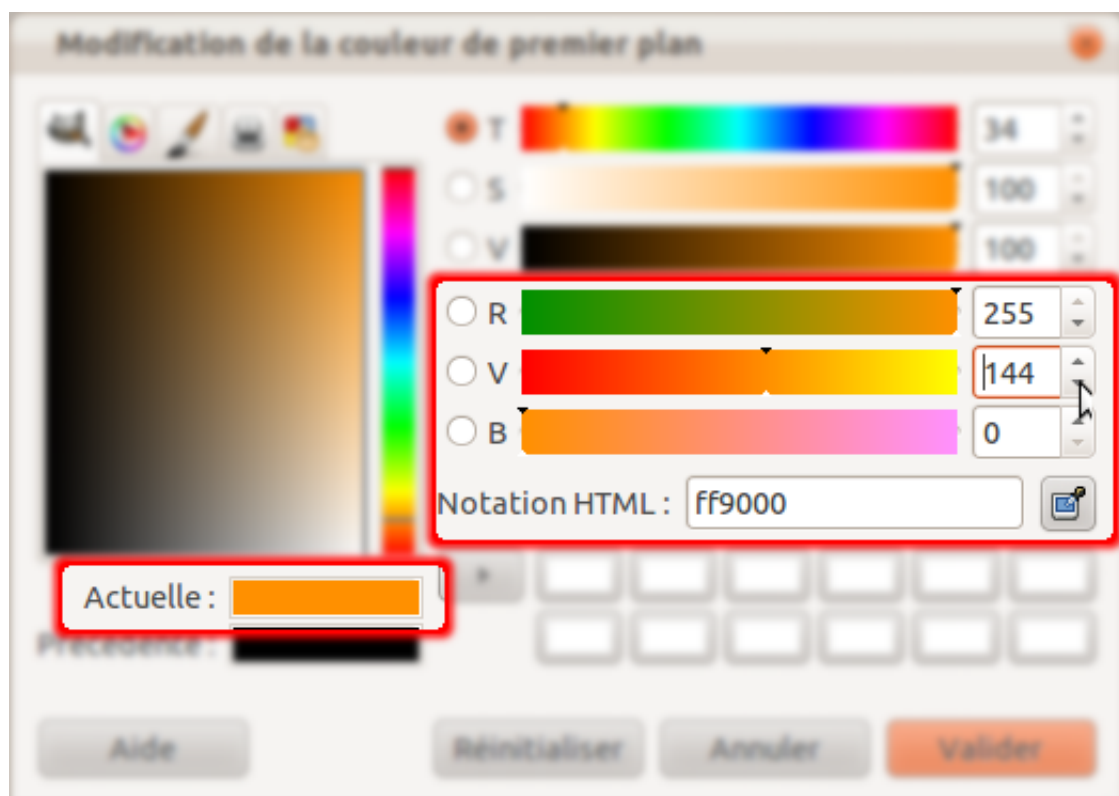 Modification de la couleur de premier plan
T 34
S 100
V 100
R 255
V 144
B 0
Notation HTML : ff9000
>
Actuelle :
Précédente :
Aide Réinitialiser Annuler Valider